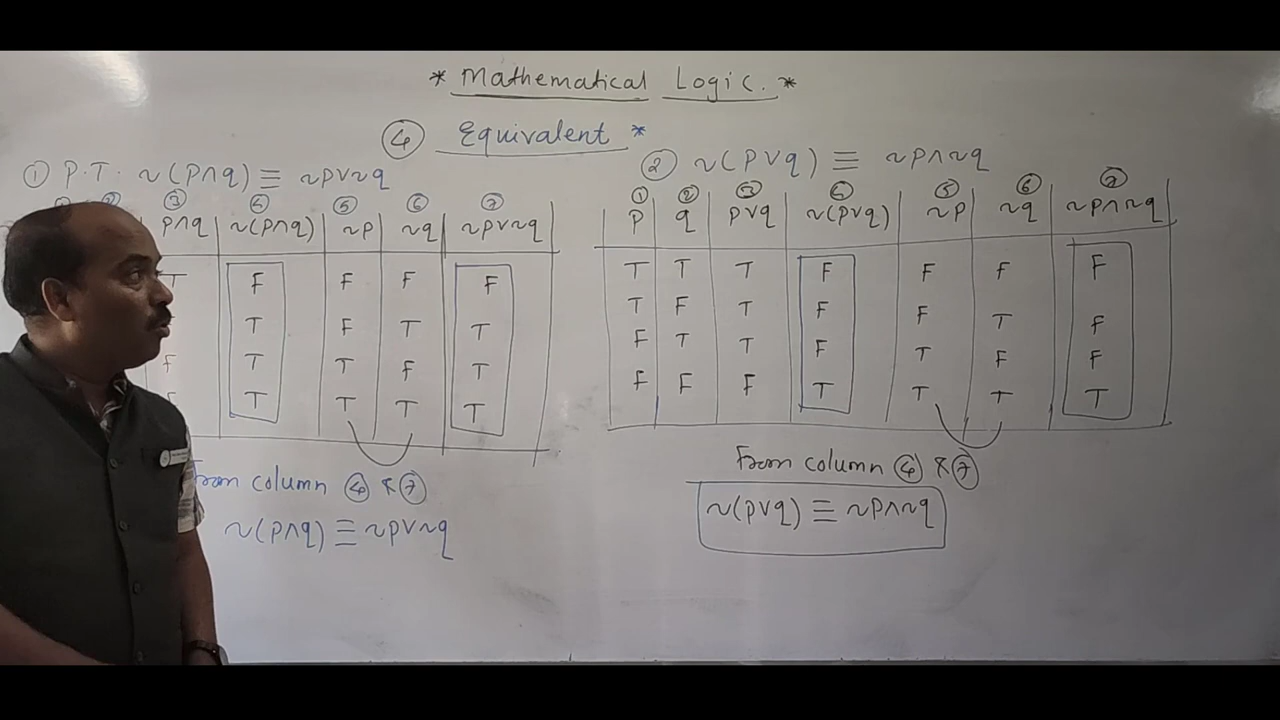 * Mathematical Logic. *
④ Equivalent *
① P.T. ~(p∧q) ≡ ~p∨~q
③ ④ ⑤ ⑥ ⑦
p∧q ~(p∧q) ~p ~q ~p∨~q
T F F F F
T F T T
F T T F T
F T T T T
From column ④ & ⑦
~(p∧q) ≡ ~p∨~q
② ~(p∨q) ≡ ~p∧~q
① ② ③ ④ ⑤ ⑥ ⑦
p q p∨q ~(p∨q) ~p ~q ~p∧~q
T T T F F F F
T F T F F T F
F T T F T F F
F F F T T T T
From column ④ & ⑦
~(p∨q) ≡ ~p∧~q